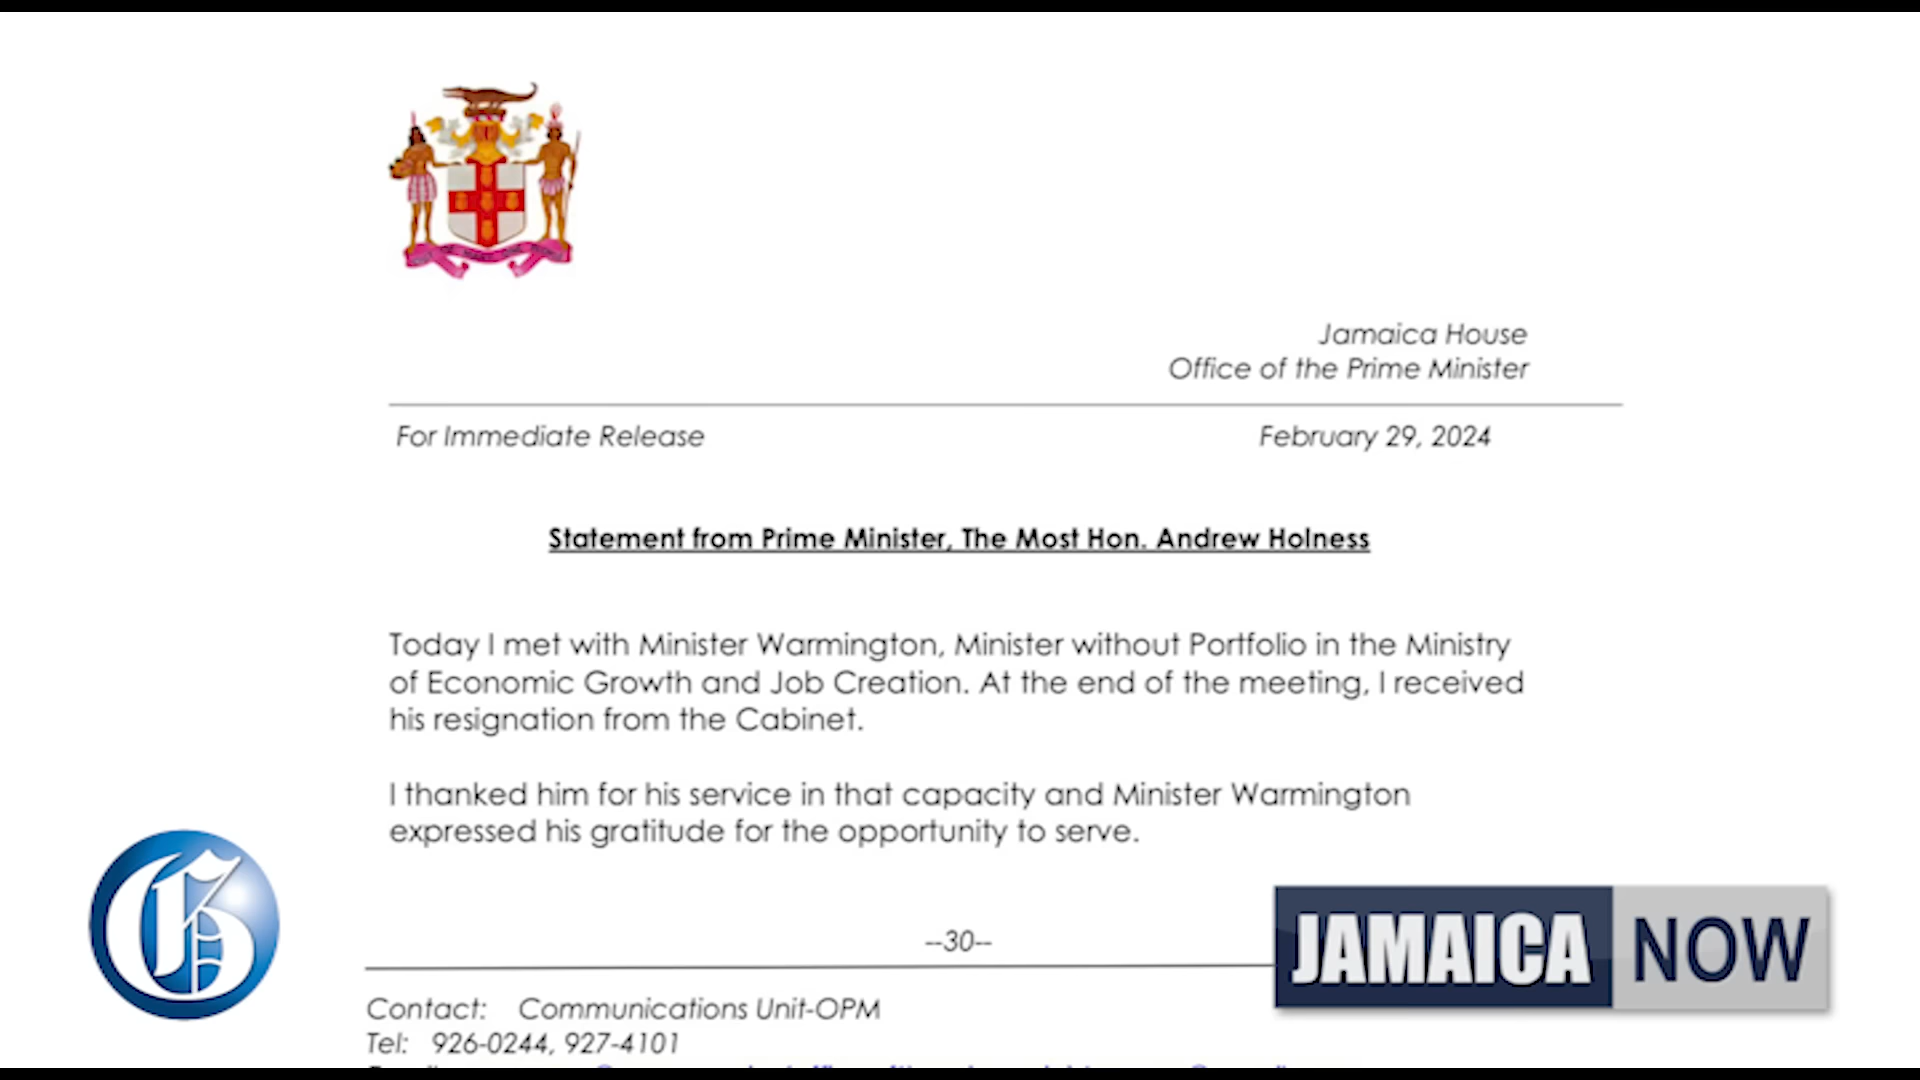 Jamaica House
Office of the Prime Minister
For Immediate Release February 29, 2024
Statement from Prime Minister, The Most Hon. Andrew Holness
Today I met with Minister Warmington, Minister without Portfolio in the Ministry
of Economic Growth and Job Creation. At the end of the meeting, I received
his resignation from the Cabinet.
I thanked him for his service in that capacity and Minister Warmington
expressed his gratitude for the opportunity to serve.
--30--
G
JAMAICA NOW
Contact: Communications Unit-OPM
Tel: 926-0244, 927-4101